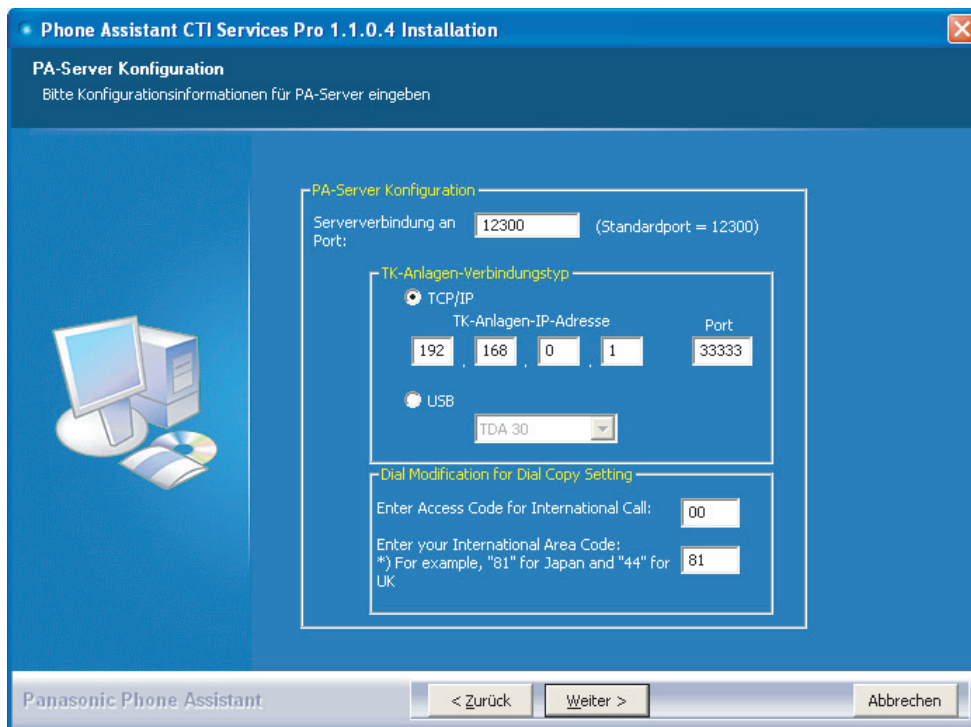 Phone Assistant CTI Services Pro 1.1.0.4 Installation
PA-Server Konfiguration
Bitte Konfigurationsinformationen für PA-Server eingeben
PA-Server Konfiguration
Serververbindung an
Port:
12300
(Standardport = 12300)
TK-Anlagen-Verbindungstyp
TCP/IP
TK-Anlagen-IP-Adresse
Port
192 . 168 . 0 . 1
33333
USB
TDA 30
Dial Modification for Dial Copy Setting
Enter Access Code for International Call:
00
Enter your International Area Code:
*) For example, "81" for Japan and "44" for
UK
81
Panasonic Phone Assistant
< Zurück
Weiter >
Abbrechen